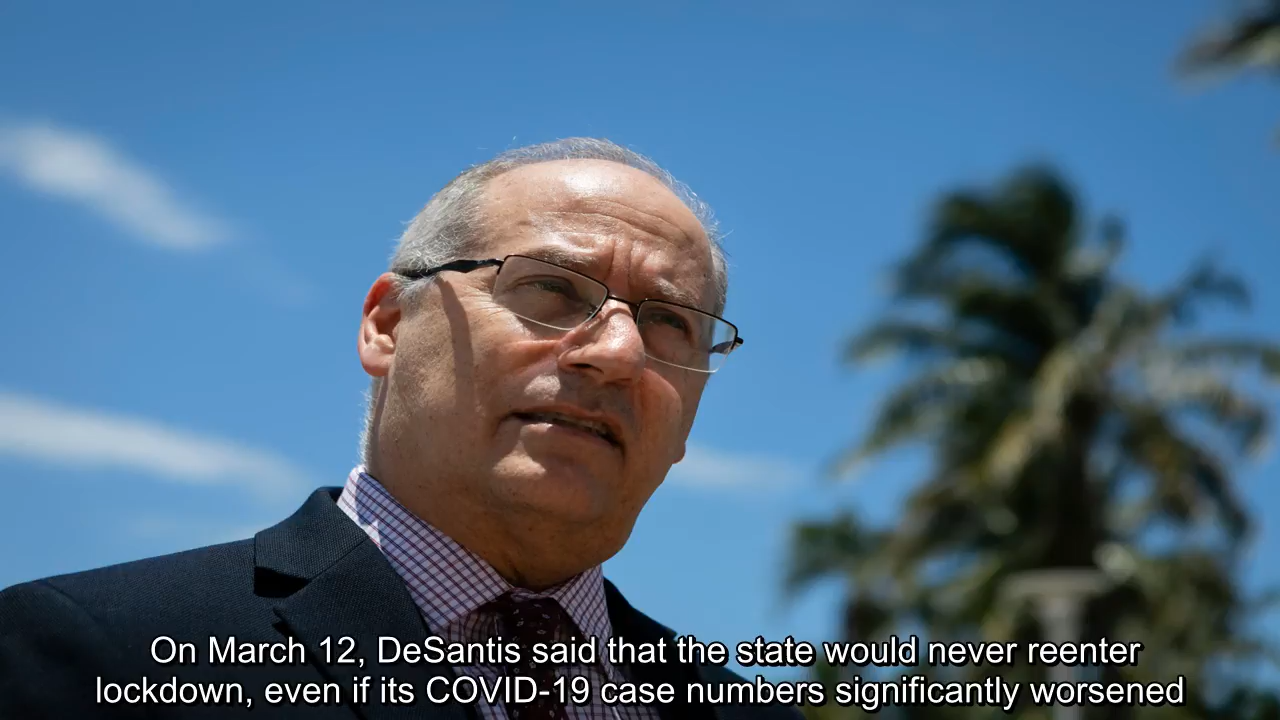 On March 12, DeSantis said that the state would never reenter
lockdown, even if its COVID-19 case numbers significantly worsened